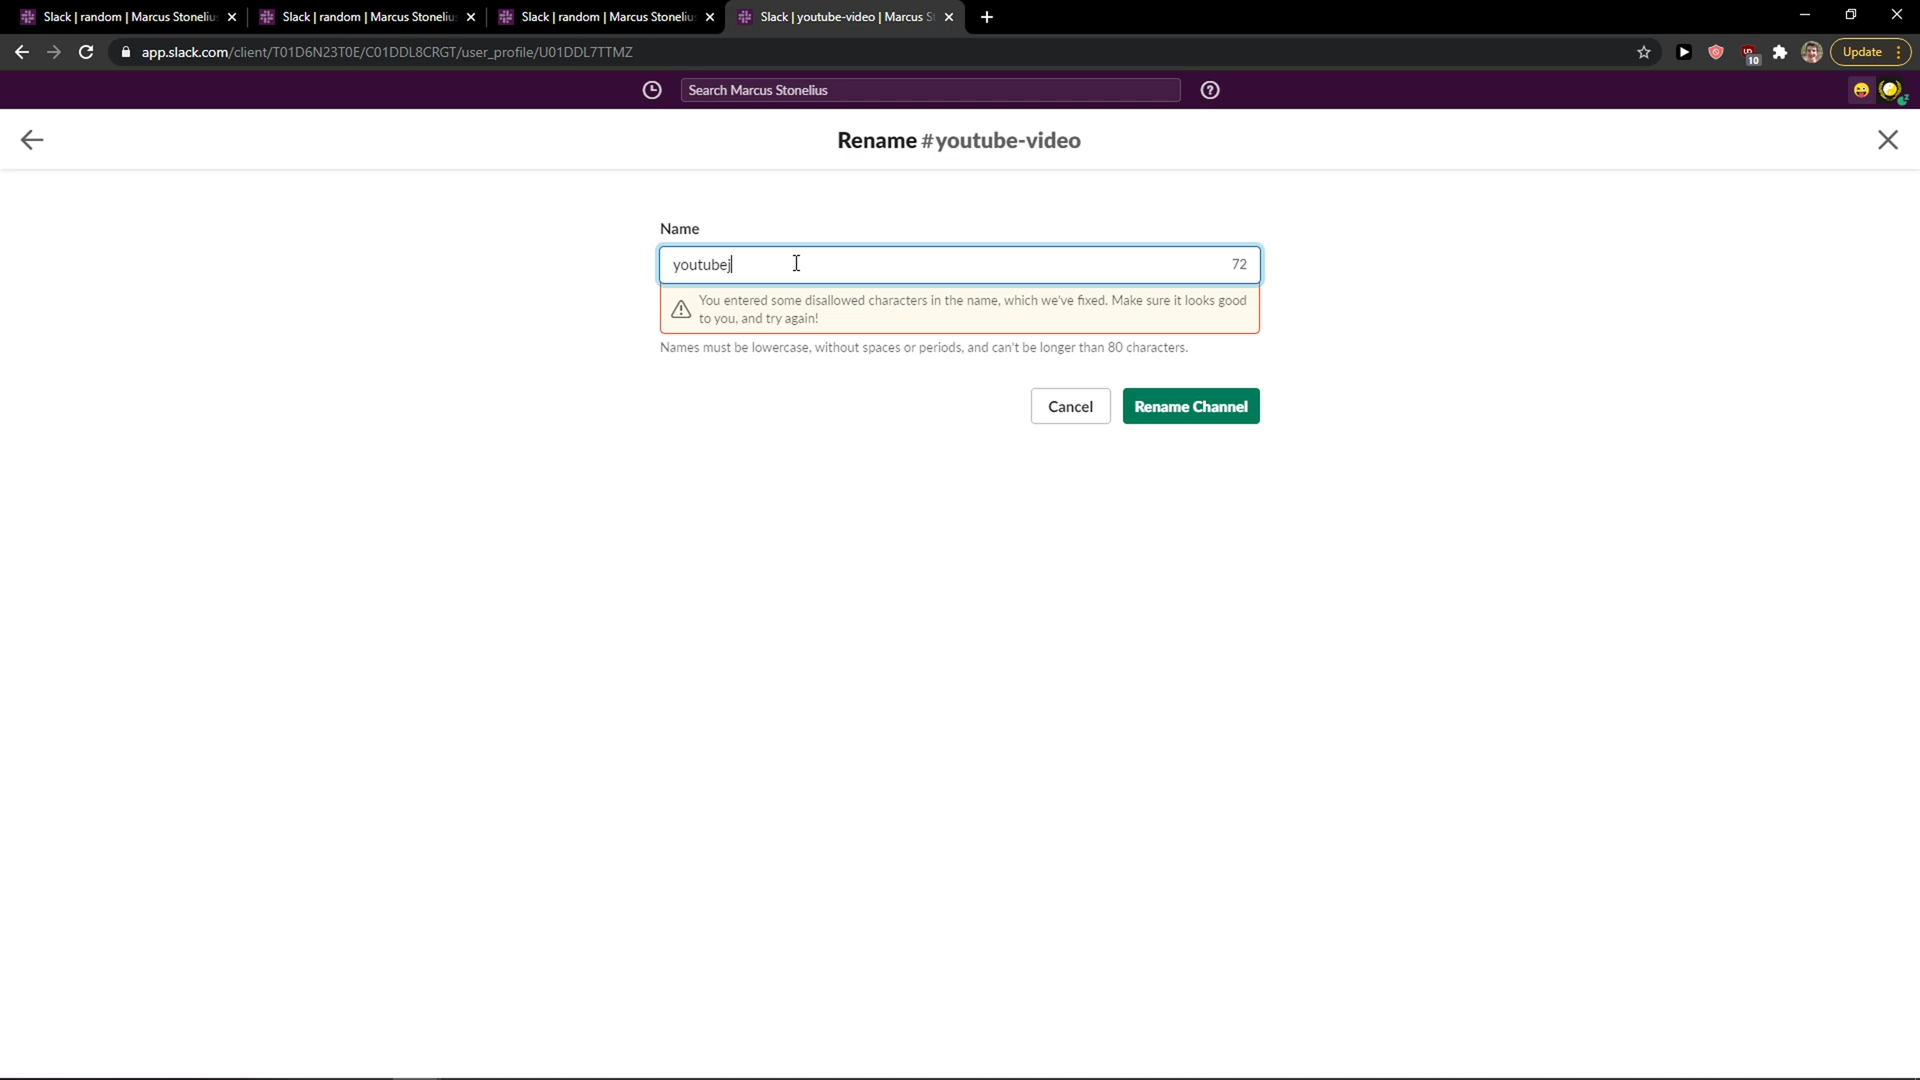 Slack | random | Marcus Stoneliu
Slack | random | Marcus Stoneliu
Slack | random | Marcus Stoneliu
Slack | youtube-video | Marcus St
app.slack.com/client/T01D6N23T0E/C01DDL8CRGT/user_profile/U01DDL7TTMZ
10
Update
Search Marcus Stonelius
Rename #youtube-video
Name
youtubej
72
You entered some disallowed characters in the name, which we've fixed. Make sure it looks good
to you, and try again!
Names must be lowercase, without spaces or periods, and can't be longer than 80 characters.
Cancel
Rename Channel